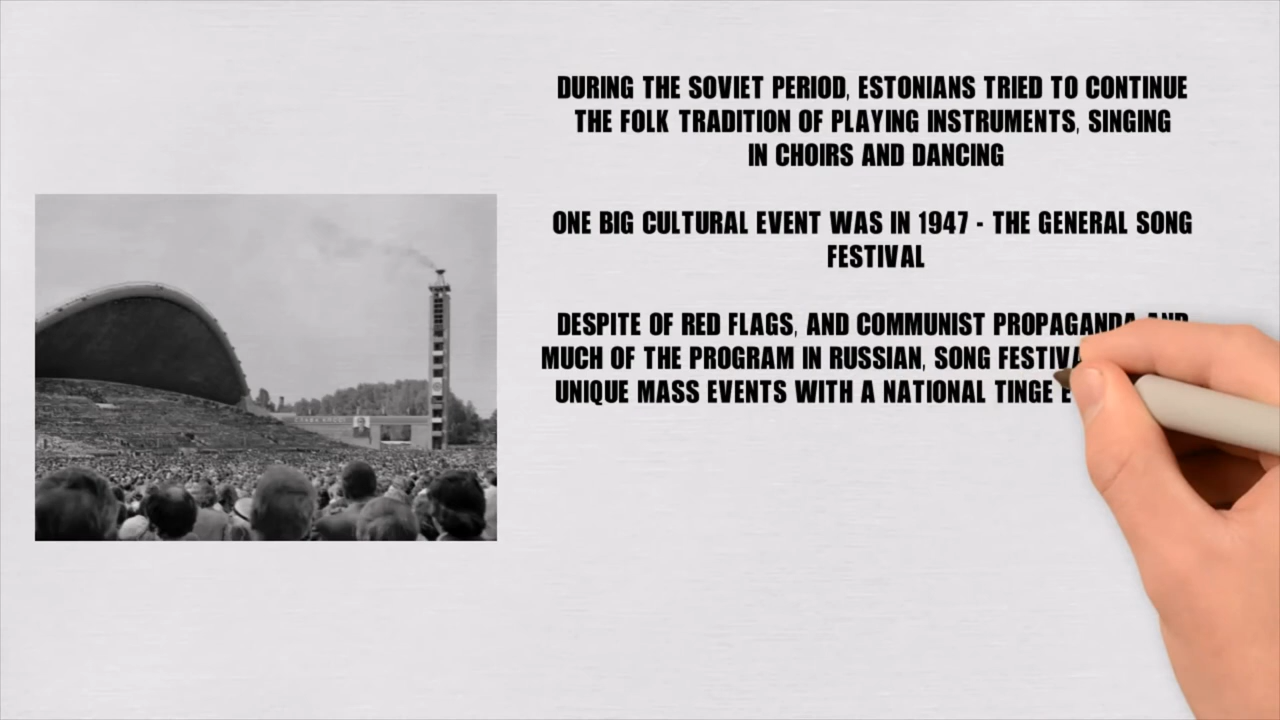 DURING THE SOVIET PERIOD, ESTONIANS TRIED TO CONTINUE
THE FOLK TRADITION OF PLAYING INSTRUMENTS, SINGING
IN CHOIRS AND DANCING
ONE BIG CULTURAL EVENT WAS IN 1947 - THE GENERAL SONG
FESTIVAL
DESPITE OF RED FLAGS, AND COMMUNIST PROPAGANDA AND
MUCH OF THE PROGRAM IN RUSSIAN, SONG
UNIQUE MASS EVENTS WITH A NATIONAL TINGE